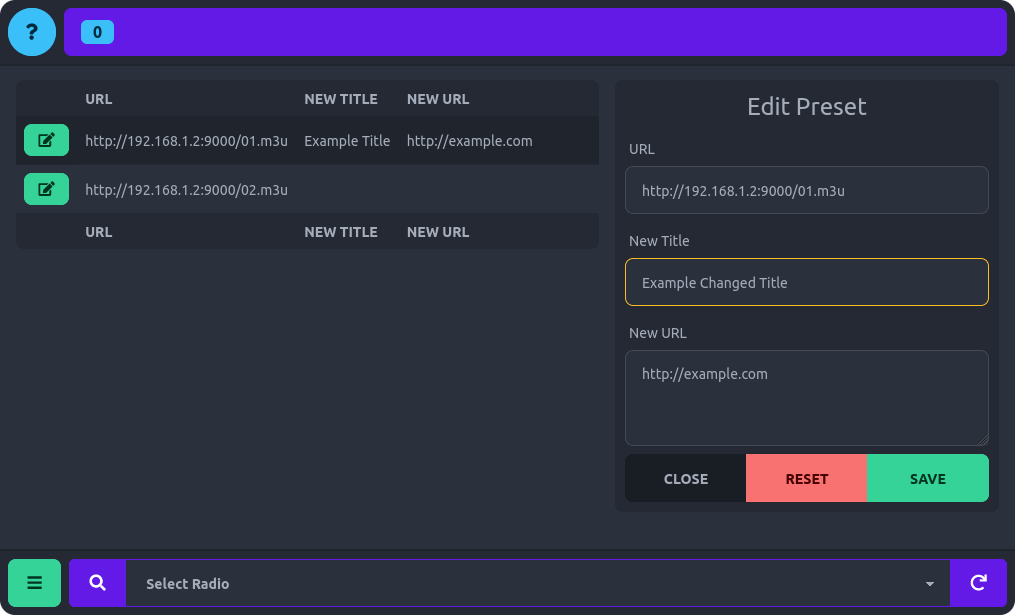 ?
0
URL NEW TITLE NEW URL
http://192.168.1.2:9000/01.m3u Example Title http://example.com
http://192.168.1.2:9000/02.m3u
URL NEW TITLE NEW URL
Edit Preset
URL
http://192.168.1.2:9000/01.m3u
New Title
Example Changed Title
New URL
http://example.com
CLOSE RESET SAVE
Select Radio